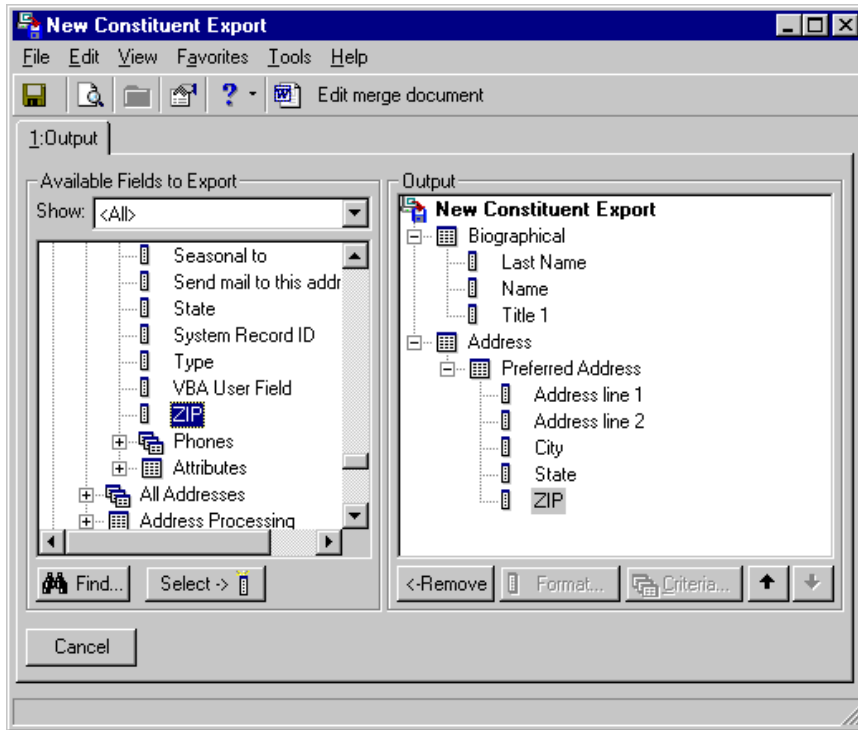 New Constituent Export
File Edit View Favorites Tools Help
? Edit merge document
1:Output
Available Fields to Export
Show: <All>
Seasonal to
Send mail to this addr
State
System Record ID
Type
VBA User Field
ZIP
Phones
Attributes
All Addresses
Address Processing
Find...
Select ->
Output
New Constituent Export
Biographical
Last Name
Name
Title 1
Address
Preferred Address
Address line 1
Address line 2
City
State
ZIP
<-Remove
Format...
Criteria...
Cancel